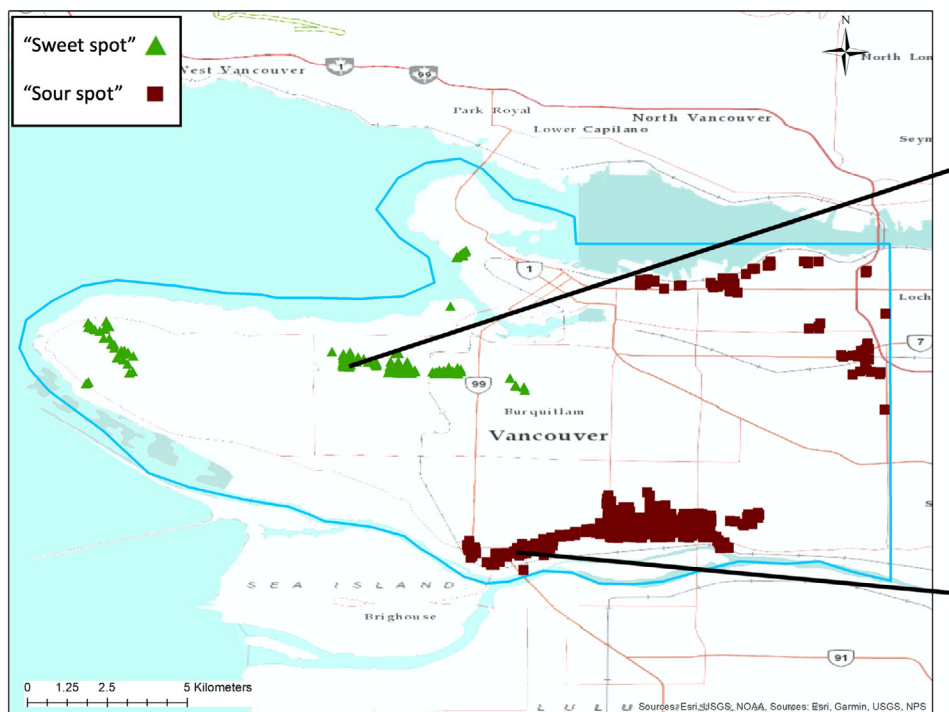 “Sweet spot”
“Sour spot”
N
West Vancouver
1
99
North Lon
Park Royal
North Vancouver
Lower Capilano
Seym
1
Loch
7
99
Burquitlam
Vancouver
S
SEA ISLAND
Brighouse
91
0 1.25 2.5 5 Kilometers
LULU
Sources: Esri, USGS, NOAA, Sources: Esri, Garmin, USGS, NPS